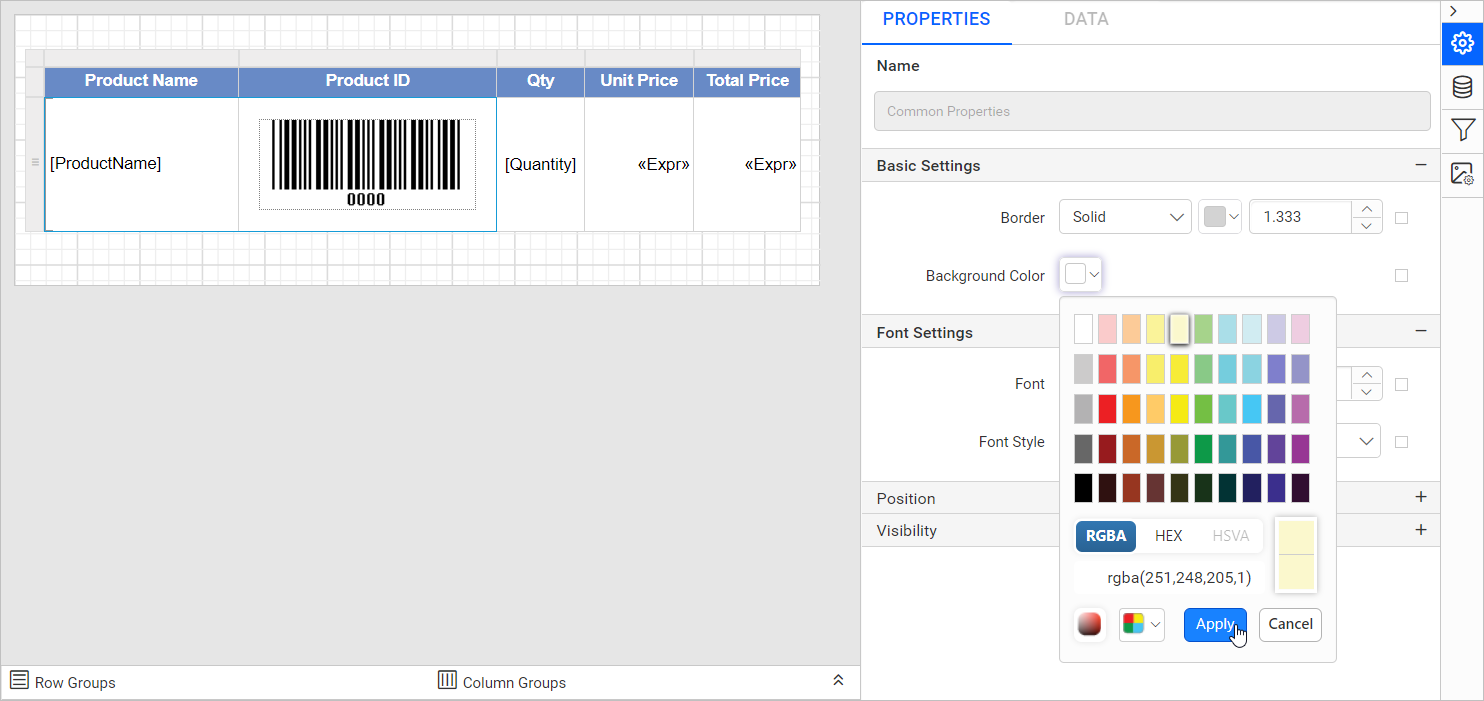 PROPERTIES DATA
Name
Common Properties
Basic Settings
Border Solid 1.333
Background Color
Font Settings
Font
Font Style
Position
Visibility
RGBA HEX HSVA
rgba(251,248,205,1)
Apply Cancel
Product Name Product ID Qty Unit Price Total Price
[ProductName] 0000 [Quantity] «Expr» «Expr»
Row Groups Column Groups